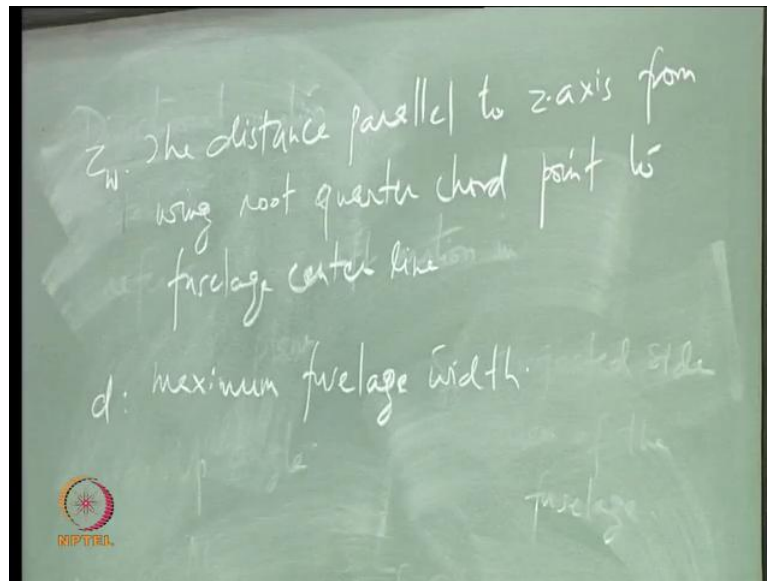 Z_w: The distance parallel to z-axis from
wing root quarter chord point to
fuselage center line
d: maximum fuselage width.
fuselage
NPTEL